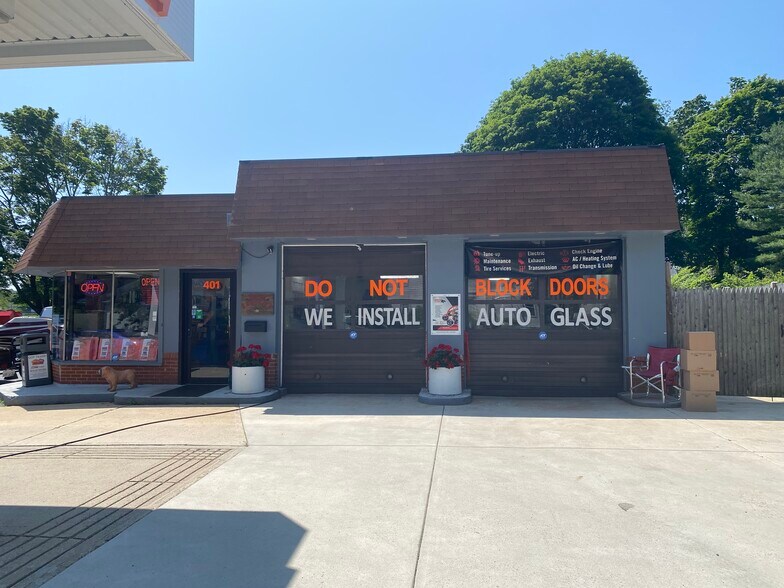 OPEN
OPEN
401
DO NOT
WE - INSTALL
Tune up
Maintenance
Tire Services
Electric
Exhaust
Transmission
Check Engine
AC / Heating System
Oil Change & Lube
BLOCK DOORS
AUTO GLASS